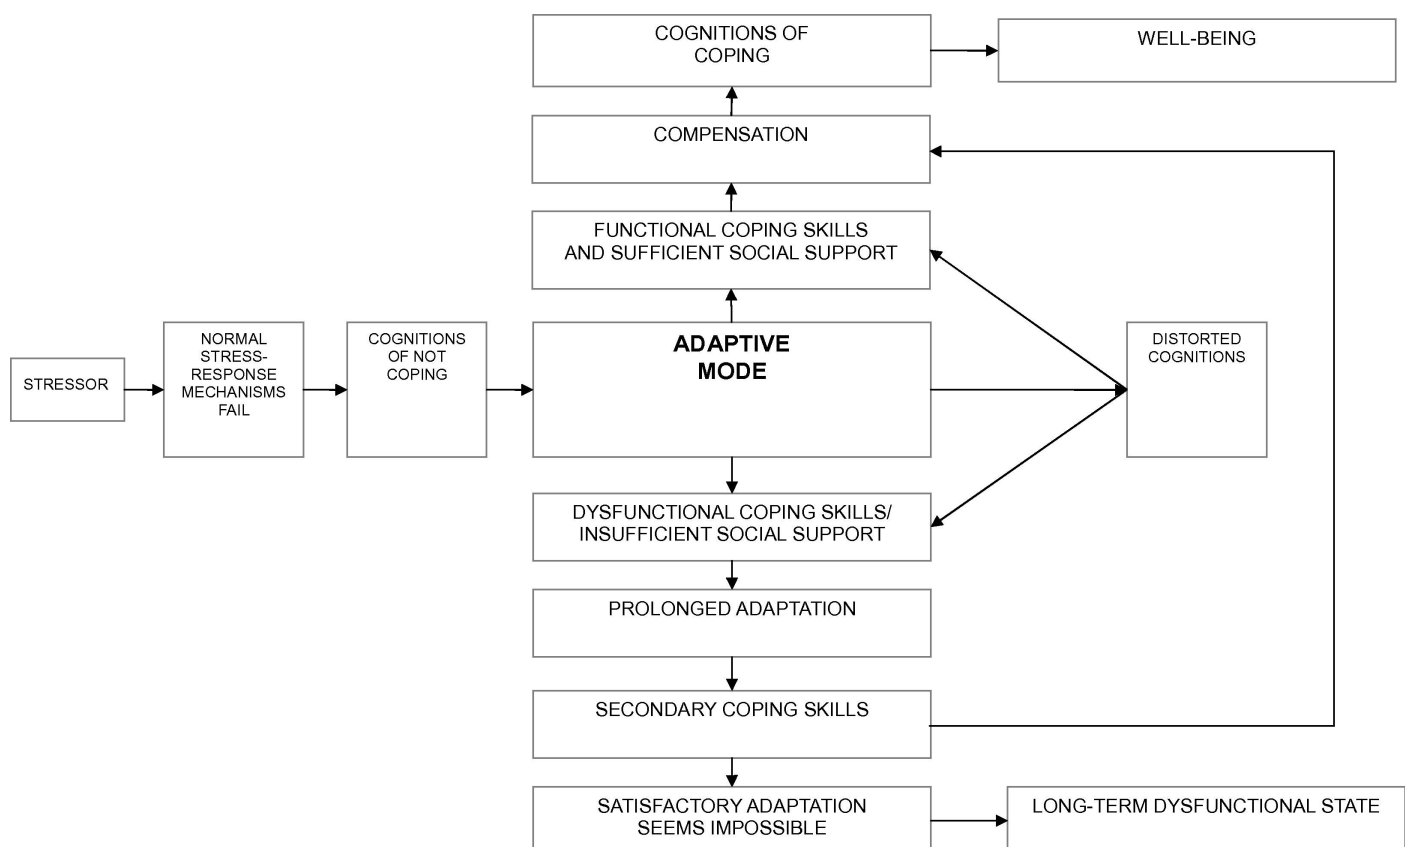 COGNITIONS OF
COPING
WELL-BEING
COMPENSATION
FUNCTIONAL COPING SKILLS
AND SUFFICIENT SOCIAL SUPPORT
STRESSOR
NORMAL
STRESS-
RESPONSE
MECHANISMS
FAIL
COGNITIONS
OF NOT
COPING
ADAPTIVE
MODE
DISTORTED
COGNITIONS
DYSFUNCTIONAL COPING SKILLS/
INSUFFICIENT SOCIAL SUPPORT
PROLONGED ADAPTATION
SECONDARY COPING SKILLS
SATISFACTORY ADAPTATION
SEEMS IMPOSSIBLE
LONG-TERM DYSFUNCTIONAL STATE